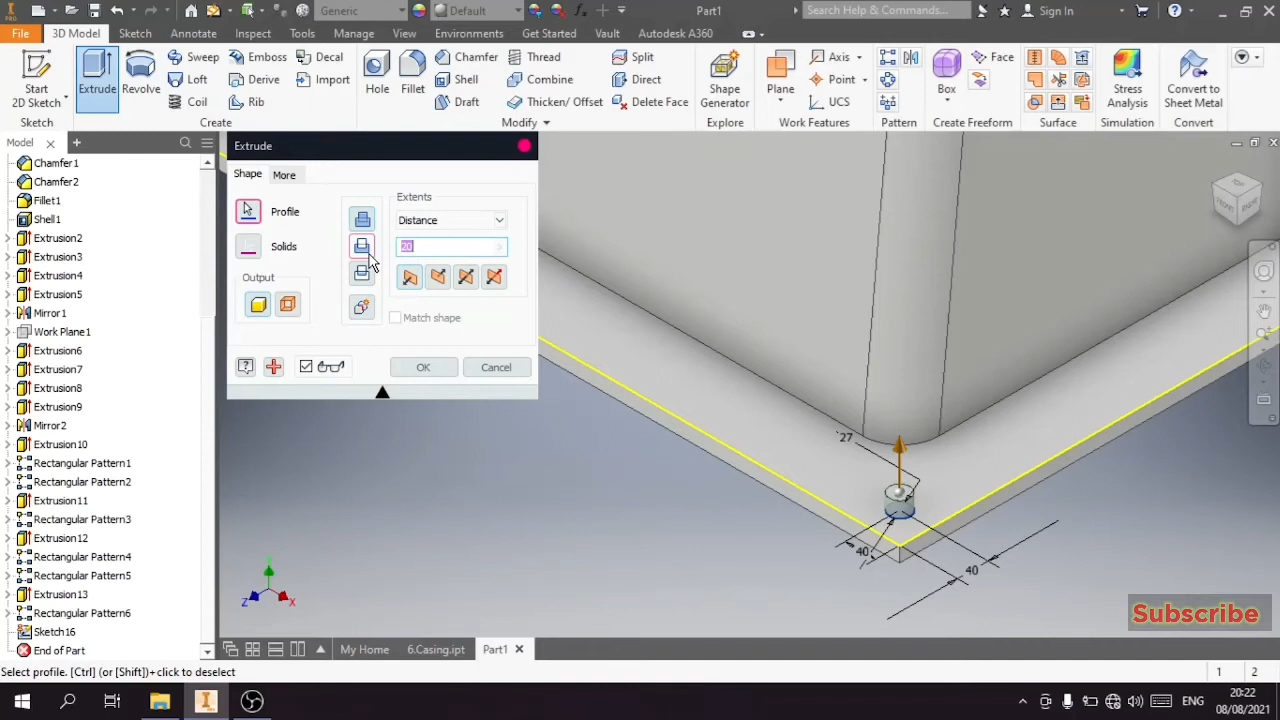 PRO
Generic
Default
Part1
Search Help & Commands...
Sign In
File
3D Model
Sketch
Annotate
Inspect
Tools
Manage
View
Environments
Get Started
Vault
Autodesk A360
Start
2D Sketch
Extrude
Revolve
Sweep
Emboss
Decal
Loft
Derive
Import
Coil
Rib
Hole
Fillet
Chamfer
Thread
Split
Shell
Combine
Direct
Draft
Thicken/ Offset
Delete Face
Shape
Generator
Plane
Axis
Point
UCS
Box
Face
Stress
Analysis
Convert to
Sheet Metal
Sketch
Create
Modify
Explore
Work Features
Pattern
Create Freeform
Surface
Simulation
Convert
Model
Chamfer1
Chamfer2
Fillet1
Shell1
Extrusion2
Extrusion3
Extrusion4
Extrusion5
Mirror1
Work Plane1
Extrusion6
Extrusion7
Extrusion8
Extrusion9
Mirror2
Extrusion10
Rectangular Pattern1
Rectangular Pattern2
Extrusion11
Rectangular Pattern3
Extrusion12
Rectangular Pattern4
Rectangular Pattern5
Extrusion13
Rectangular Pattern6
Sketch16
End of Part
Extrude
Shape
More
Profile
Solids
Output
Extents
Distance
20
Match shape
OK
Cancel
TOP
FRONT
RIGHT
27
40
40
Y
Z
X
Subscribe
My Home
6.Casing.ipt
Part1
Select profile. [Ctrl] (or [Shift])+ click to deselect
1
2
ENG
20:22
08/08/2021